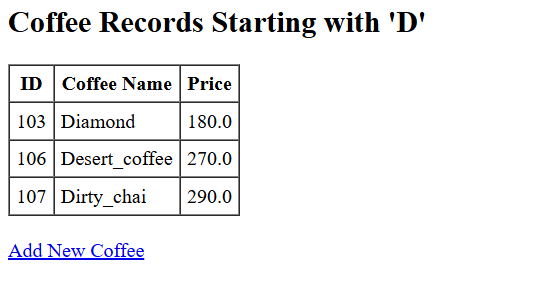 Coffee Records Starting with 'D'
ID Coffee Name Price
103 Diamond 180.0
106 Desert_coffee 270.0
107 Dirty_chai 290.0
Add New Coffee